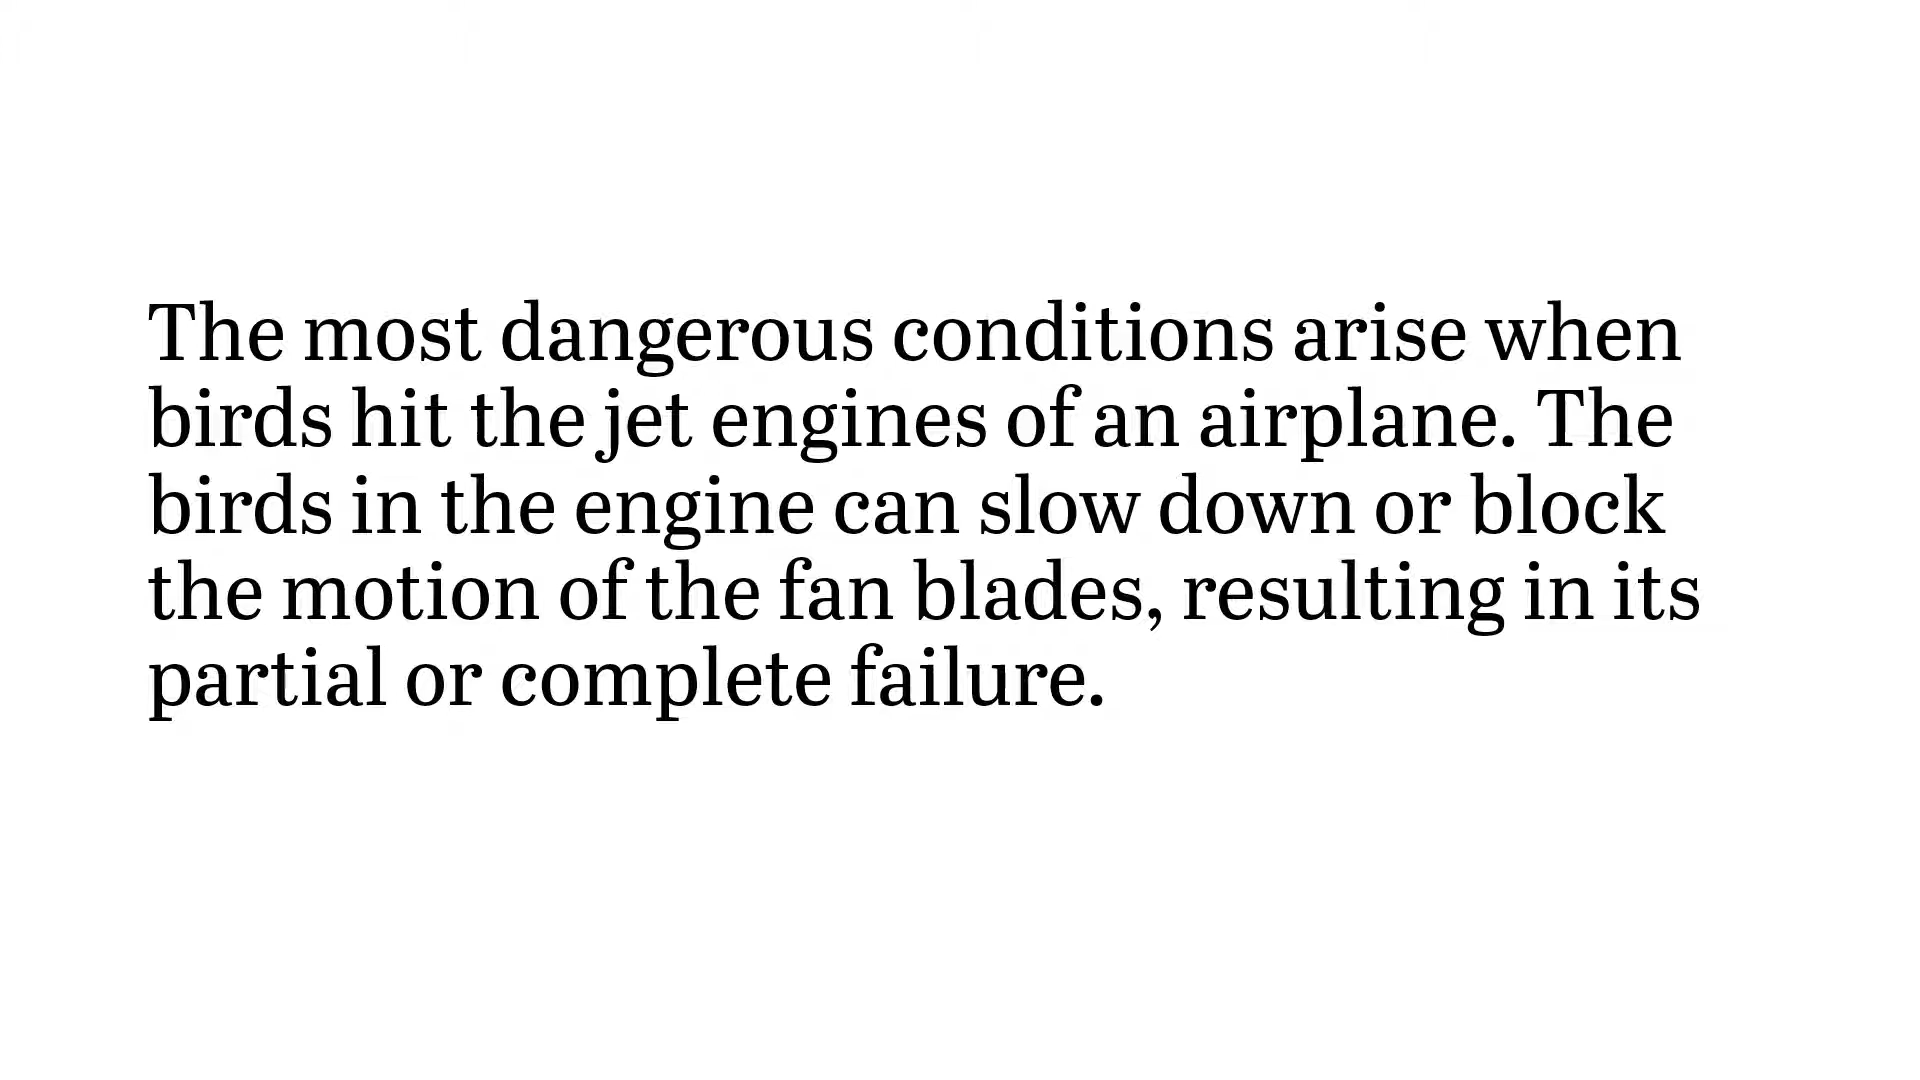 The most dangerous conditions arise when
birds hit the jet engines of an airplane. The
birds in the engine can slow down or block
the motion of the fan blades, resulting in its
partial or complete failure.